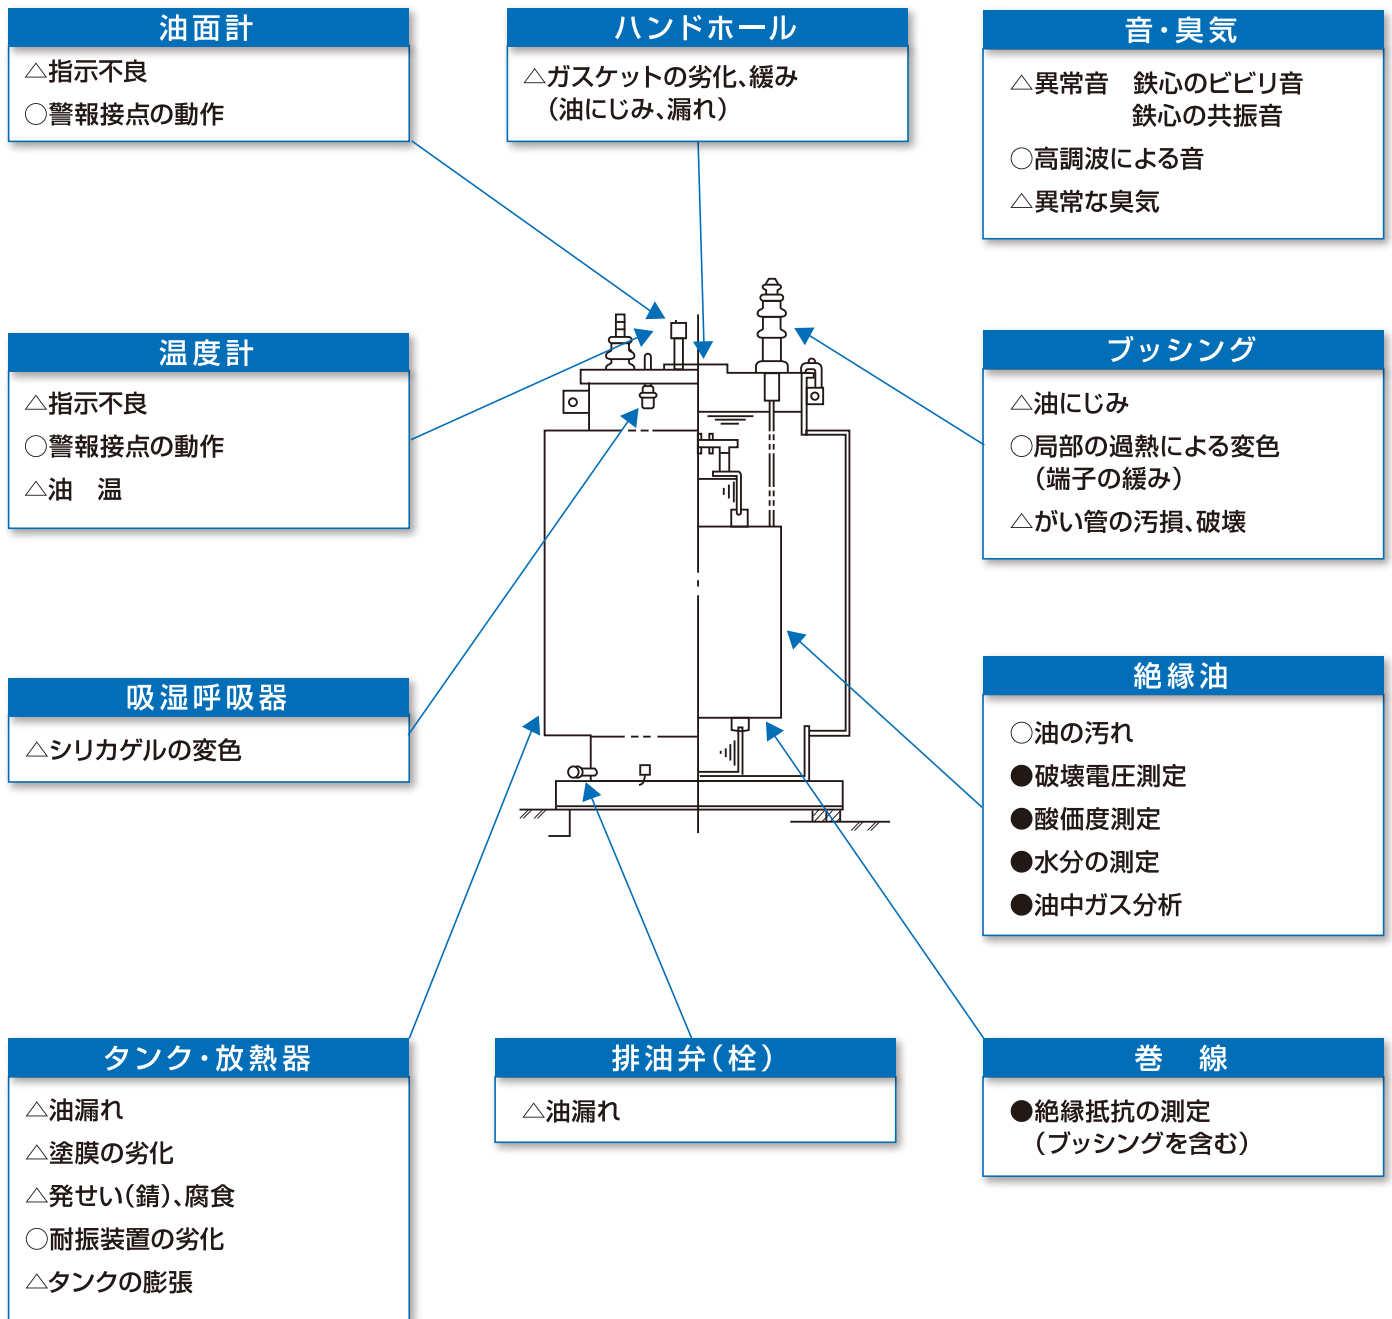 油面計
△指示不良
○警報接点の動作
ハンドホール
△ガスケットの劣化、緩み
（油にじみ、漏れ）
音・臭気
△異常音　鉄心のビビリ音
鉄心の共振音
○高調波による音
△異常な臭気
温度計
△指示不良
○警報接点の動作
△油　温
ブッシング
△油にじみ
○局部の過熱による変色
（端子の緩み）
△がい管の汚損、破壊
吸湿呼吸器
△シリカゲルの変色
絶縁油
○油の汚れ
●破壊電圧測定
●酸価度測定
●水分の測定
●油中ガス分析
タンク・放熱器
△油漏れ
△塗膜の劣化
△発せい（錆）、腐食
○耐振装置の劣化
△タンクの膨張
排油弁（栓）
△油漏れ
巻　線
●絶縁抵抗の測定
（ブッシングを含む）